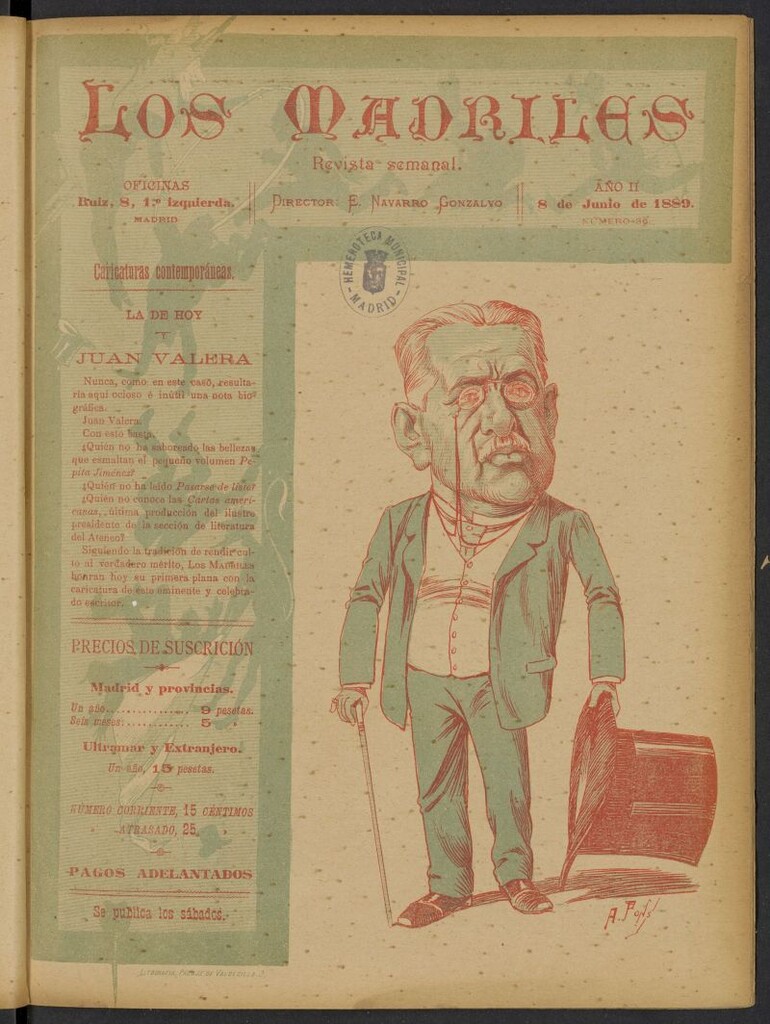 LOS MADRILES
Revista semanal.
OFICINAS
Ruiz, 8, 1.º izquierda.
MADRID
DIRECTOR: E. NAVARRO GONZALVO
AÑO II
8 de Junio de 1889.
NÚMERO-36.
HEMEROTECA MUNICIPAL
- MADRID -
Caricaturas contemporáneas.
LA DE HOY
JUAN VALERA
Nunca, como en este caso, resulta-
ría aquí ocioso é inútil una nota bio-
gráfica.
Juan Valera.
Con esto basta.
¿Quién no ha saboreado las bellezas
que esmaltan el pequeño volumen Pe-
pita Jiménez?
¿Quién no ha leído Pasarse de listo?
¿Quién no conoce las Cartas ameri-
canas, última producción del ilustre
presidente de la sección de literatura
del Ateneo?
Siguiendo la tradición de rendir cul-
to al verdadero mérito, LOS MADRILES
honran hoy su primera plana con la
caricatura de este eminente y celebra-
do escritor.
PRECIOS DE SUSCRICIÓN
Madrid y provincias.
Un año................ 9 pesetas.
Seis meses:............ 5 »
Ultramar y Extranjero.
Un año, 15 pesetas.
NÚMERO CORRIENTE, 15 CÉNTIMOS
» ATRASADO, 25. »
PAGOS ADELANTADOS
Se publica los sábados.
A. Pons
LITOGRAFÍA, PASAJE DE VALDECILLA